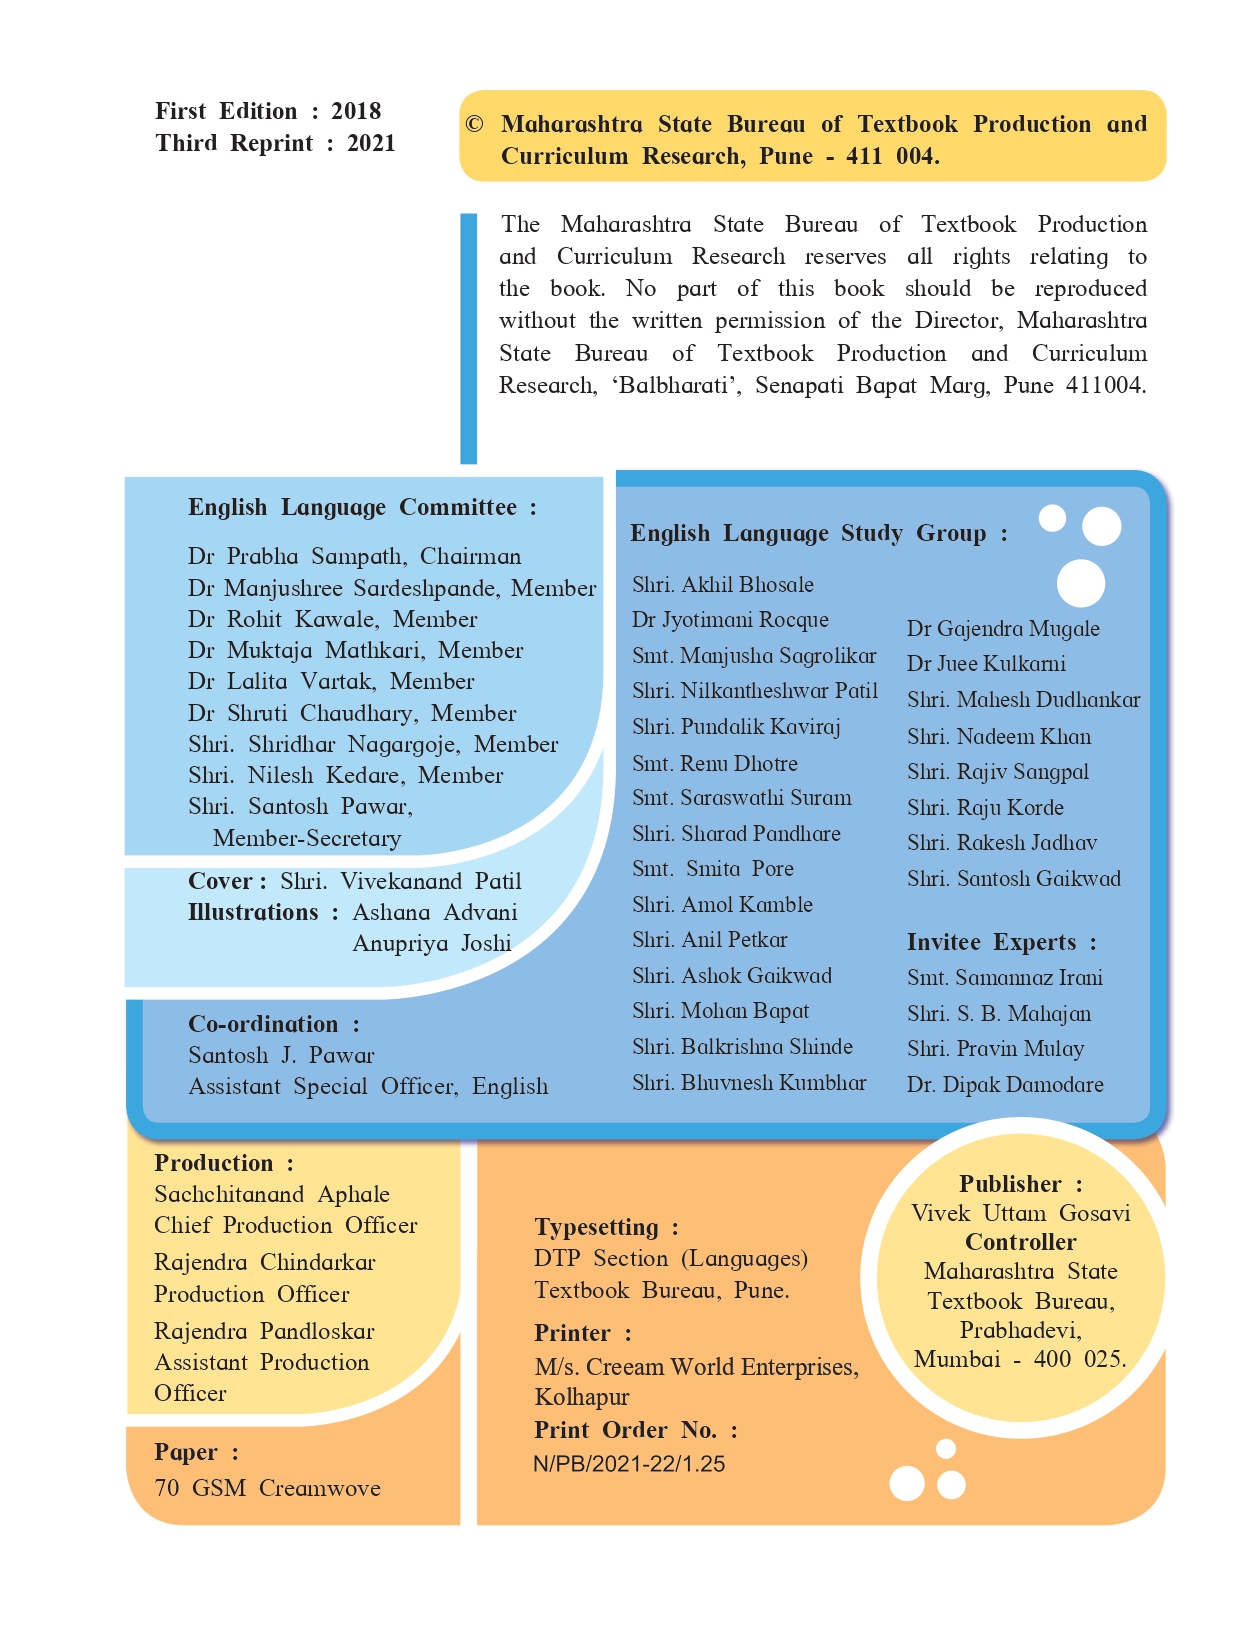 First Edition : 2018
Third Reprint : 2021
© Maharashtra State Bureau of Textbook Production and
Curriculum Research, Pune - 411 004.
The Maharashtra State Bureau of Textbook Production
and Curriculum Research reserves all rights relating to
the book. No part of this book should be reproduced
without the written permission of the Director, Maharashtra
State Bureau of Textbook Production and Curriculum
Research, ‘Balbharati’, Senapati Bapat Marg, Pune 411004.
English Language Committee :
Dr Prabha Sampath, Chairman
Dr Manjushree Sardeshpande, Member
Dr Rohit Kawale, Member
Dr Muktaja Mathkari, Member
Dr Lalita Vartak, Member
Dr Shruti Chaudhary, Member
Shri. Shridhar Nagargoje, Member
Shri. Nilesh Kedare, Member
Shri. Santosh Pawar,
Member-Secretary
Cover : Shri. Vivekanand Patil
Illustrations : Ashana Advani
Anupriya Joshi
Co-ordination :
Santosh J. Pawar
Assistant Special Officer, English
English Language Study Group :
Shri. Akhil Bhosale
Dr Jyotimani Rocque
Smt. Manjusha Sagrolikar
Shri. Nilkantheshwar Patil
Shri. Pundalik Kaviraj
Smt. Renu Dhotre
Smt. Saraswathi Suram
Shri. Sharad Pandhare
Smt. Smita Pore
Shri. Amol Kamble
Shri. Anil Petkar
Shri. Ashok Gaikwad
Shri. Mohan Bapat
Shri. Balkrishna Shinde
Shri. Bhuvnesh Kumbhar
Dr Gajendra Mugale
Dr Juee Kulkarni
Shri. Mahesh Dudhankar
Shri. Nadeem Khan
Shri. Rajiv Sangpal
Shri. Raju Korde
Shri. Rakesh Jadhav
Shri. Santosh Gaikwad
Invitee Experts :
Smt. Samannaz Irani
Shri. S. B. Mahajan
Shri. Pravin Mulay
Dr. Dipak Damodare
Production :
Sachchitanand Aphale
Chief Production Officer
Rajendra Chindarkar
Production Officer
Rajendra Pandloskar
Assistant Production
Officer
Paper :
70 GSM Creamwove
Typesetting :
DTP Section (Languages)
Textbook Bureau, Pune.
Printer :
M/s. Creeam World Enterprises,
Kolhapur
Print Order No. :
N/PB/2021-22/1.25
Publisher :
Vivek Uttam Gosavi
Controller
Maharashtra State
Textbook Bureau,
Prabhadevi,
Mumbai - 400 025.